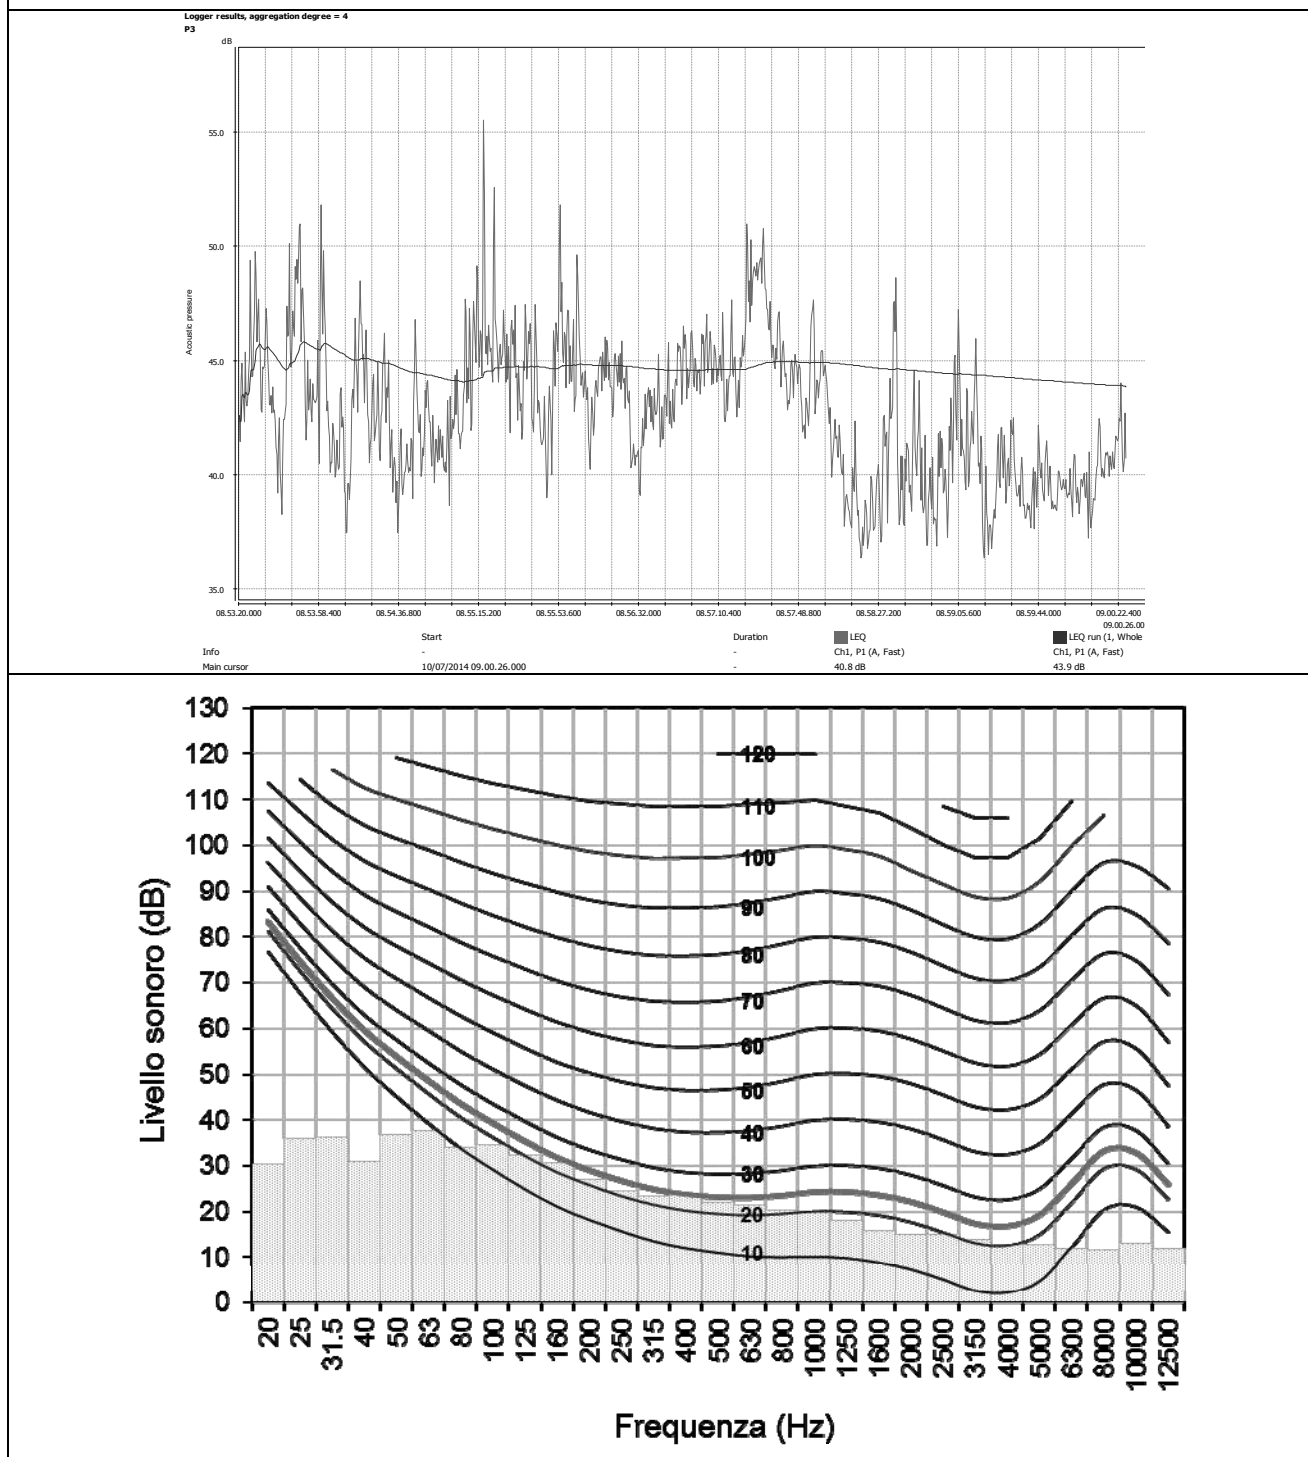 Logger results, aggregation degree = 4
P3
dB
55.0
50.0
45.0
40.0
35.0
Acoustic pressure
08.53.20.000 08.53.58.400 08.54.36.800 08.55.15.200 08.55.53.600 08.56.32.000 08.57.10.400 08.57.48.800 08.58.27.200 08.59.05.600 08.59.44.000 09.00.22.400
09.00.26.00
Start Duration LEQ LEQ run (1, Whole
Info - - Ch1, P1 (A, Fast) Ch1, P1 (A, Fast)
Main cursor 10/07/2014 09.00.26.000 - 40.8 dB 43.9 dB
130
120
110
100
90
80
70
60
50
40
30
20
10
0
Livello sonoro (dB)
120
110
100
90
80
70
60
50
40
30
20
10
20 25 31.5 40 50 63 80 100 125 160 200 250 315 400 500 630 800 1000 1250 1600 2000 2500 3150 4000 5000 6300 8000 10000 12500
Frequenza (Hz)